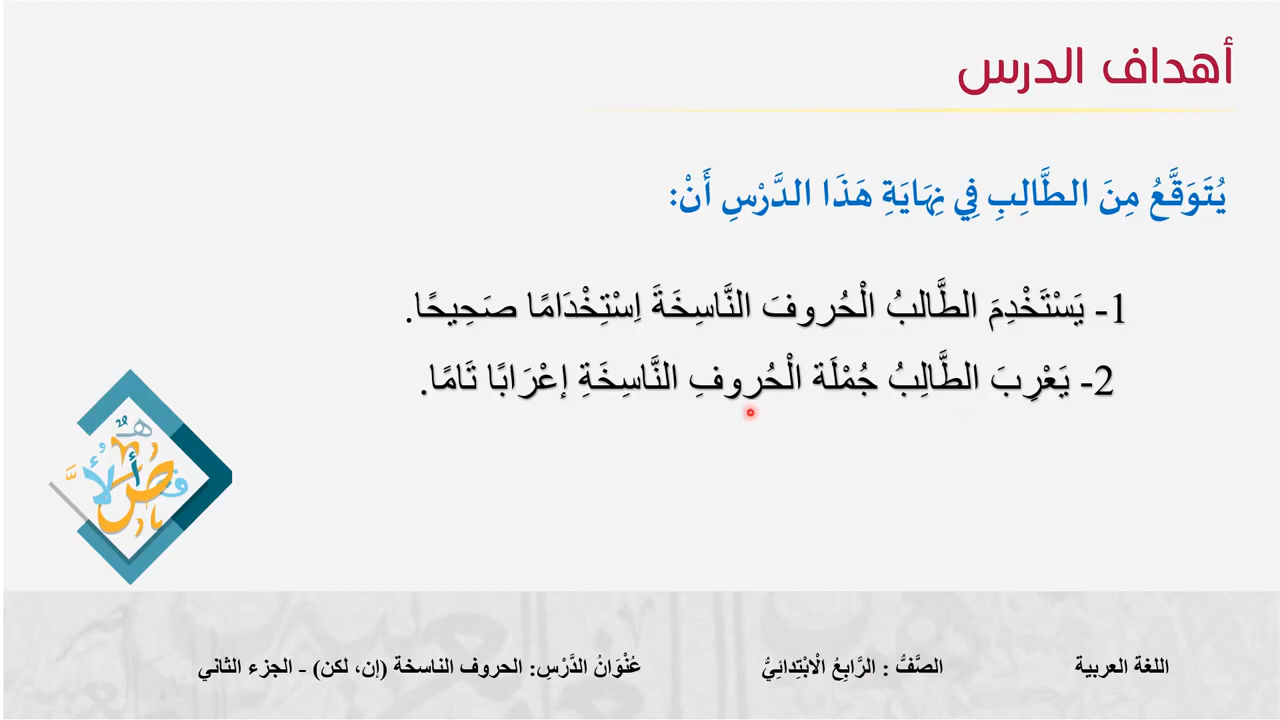 أهداف الدرس
يُتَوَقَّعُ مِنَ الطَّالِبِ فِي نِهَايَةِ هَذَا الدَّرْسِ أَنْ:
1- يَسْتَخْدِمَ الطَّالبُ الْحُروفَ النَّاسِخَةَ اِسْتِخْدَامًا صَحِيحًا.
2- يَعْرِبَ الطَّالِبُ جُمْلَة الْحُروفِ النَّاسِخَةِ إعْرَابًا تَامًا.
اللغة العربية
الصَّفُّ : الرَّابِعُ الْابْتِدائِيُّ
عُنْوَانُ الدَّرْسِ: الحروف الناسخة (إن، لكن) - الجزء الثاني